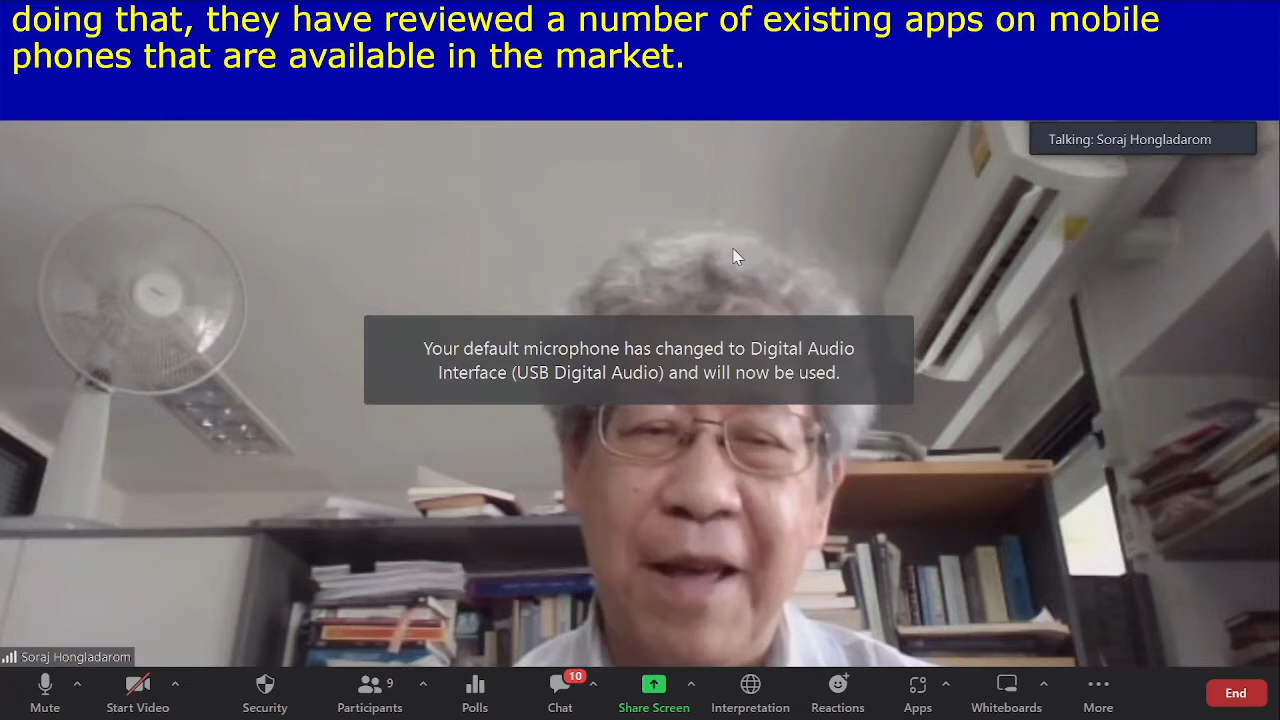 doing that, they have reviewed a number of existing apps on mobile
phones that are available in the market.
Talking: Soraj Hongladarom
Your default microphone has changed to Digital Audio
Interface (USB Digital Audio) and will now be used.
Soraj Hongladarom
Mute
Start Video
Security
9
Participants
Polls
10
Chat
Share Screen
Interpretation
Reactions
Apps
Whiteboards
More
End